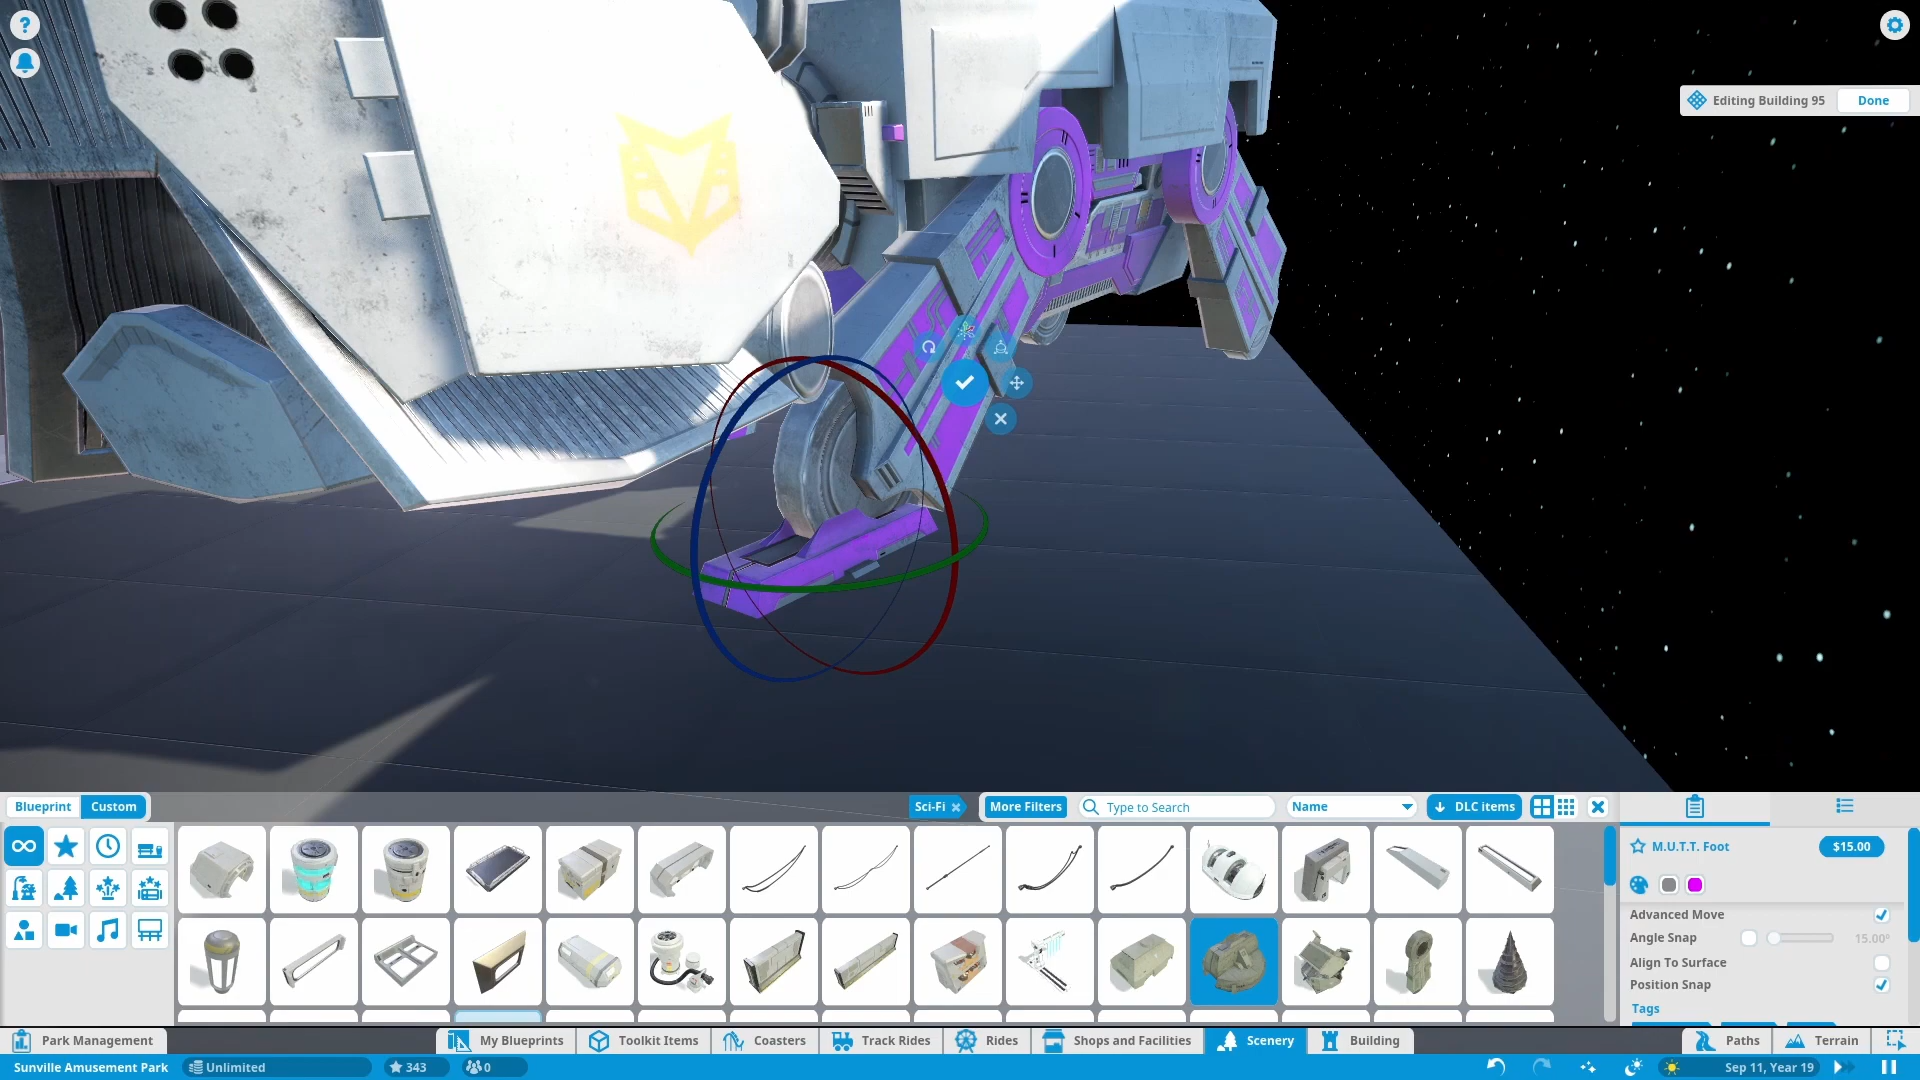 ?
Editing Building 95
Done
Blueprint
Custom
Sci-Fi
More Filters
Type to Search
Name
DLC items
M.U.T.T. Foot
$15.00
Advanced Move
Angle Snap
15.00°
Align To Surface
Position Snap
Tags
Park Management
My Blueprints
Toolkit Items
Coasters
Track Rides
Rides
Shops and Facilities
Scenery
Building
Paths
Terrain
Sunville Amusement Park
Unlimited
343
0
Sep 11, Year 19